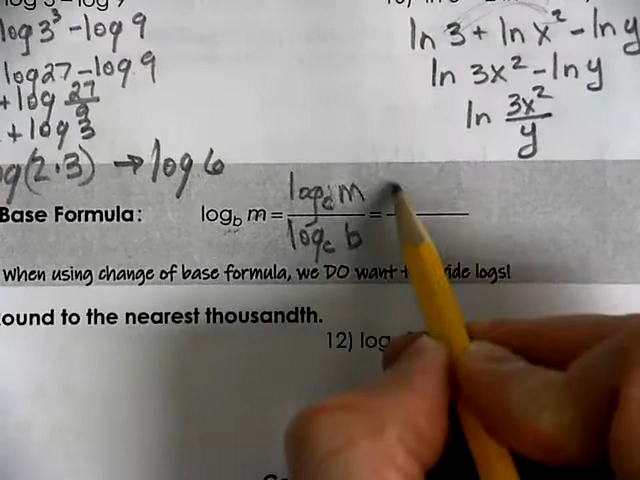 log 3³ - log 9
log 27 - log 9
+ log 27/9
+ log 3
log(2·3) → log 6
ln 3 + ln x² - ln y
ln 3x² - ln y
ln 3x²/y
Base Formula: log_b m = log_c m / log_c b =
when using change of base formula, we DO want
logs!
ound to the nearest thousandth.
12) log